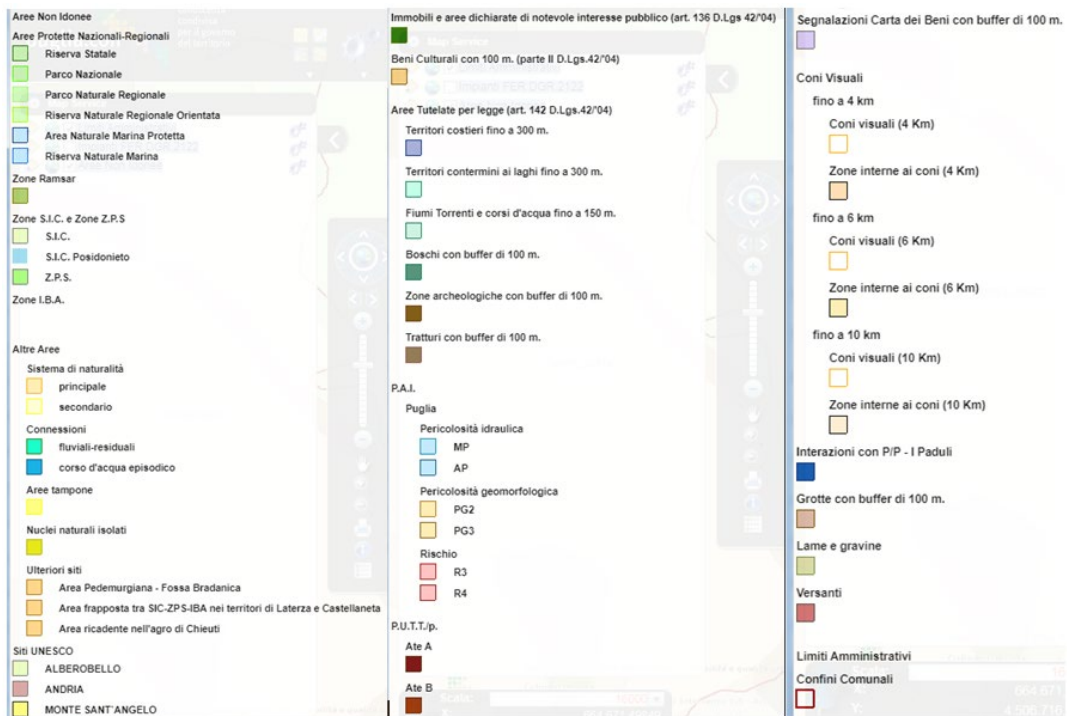 Aree Non Idonee
Aree Protette Nazionali-Regionali
Riserva Statale
Parco Nazionale
Parco Naturale Regionale
Riserva Naturale Regionale Orientata
Area Naturale Marina Protetta
Riserva Naturale Marina
Zone Ramsar
Zone S.I.C. e Zone Z.P.S
S.I.C.
S.I.C. Posidonieto
Z.P.S.
Zone I.B.A.
Altre Aree
Sistema di naturalità
principale
secondario
Connessioni
fluviali-residuali
corso d'acqua episodico
Aree tampone
Nuclei naturali isolati
Ulteriori siti
Area Pedemurgiana - Fossa Bradanica
Area frapposta tra SIC-ZPS-IBA nei territori di Laterza e Castellaneta
Area ricadente nell'agro di Chieuti
Siti UNESCO
ALBEROBELLO
ANDRIA
MONTE SANT'ANGELO
Immobili e aree dichiarate di notevole interesse pubblico (art. 136 D.Lgs 42/'04)
Beni Culturali con 100 m. (parte II D.Lgs.42/'04)
Aree Tutelate per legge (art. 142 D.Lgs.42/'04)
Territori costieri fino a 300 m.
Territori contermini ai laghi fino a 300 m.
Fiumi Torrenti e corsi d'acqua fino a 150 m.
Boschi con buffer di 100 m.
Zone archeologiche con buffer di 100 m.
Tratturi con buffer di 100 m.
P.A.I.
Puglia
Pericolosità idraulica
MP
AP
Pericolosità geomorfologica
PG2
PG3
Rischio
R3
R4
P.U.T.T./p.
Ate A
Ate B
Segnalazioni Carta dei Beni con buffer di 100 m.
Coni Visuali
fino a 4 km
Coni visuali (4 Km)
Zone interne ai coni (4 Km)
fino a 6 km
Coni visuali (6 Km)
Zone interne ai coni (6 Km)
fino a 10 km
Coni visuali (10 Km)
Zone interne ai coni (10 Km)
Interazioni con P/P - I Paduli
Grotte con buffer di 100 m.
Lame e gravine
Versanti
Limiti Amministrativi
Confini Comunali